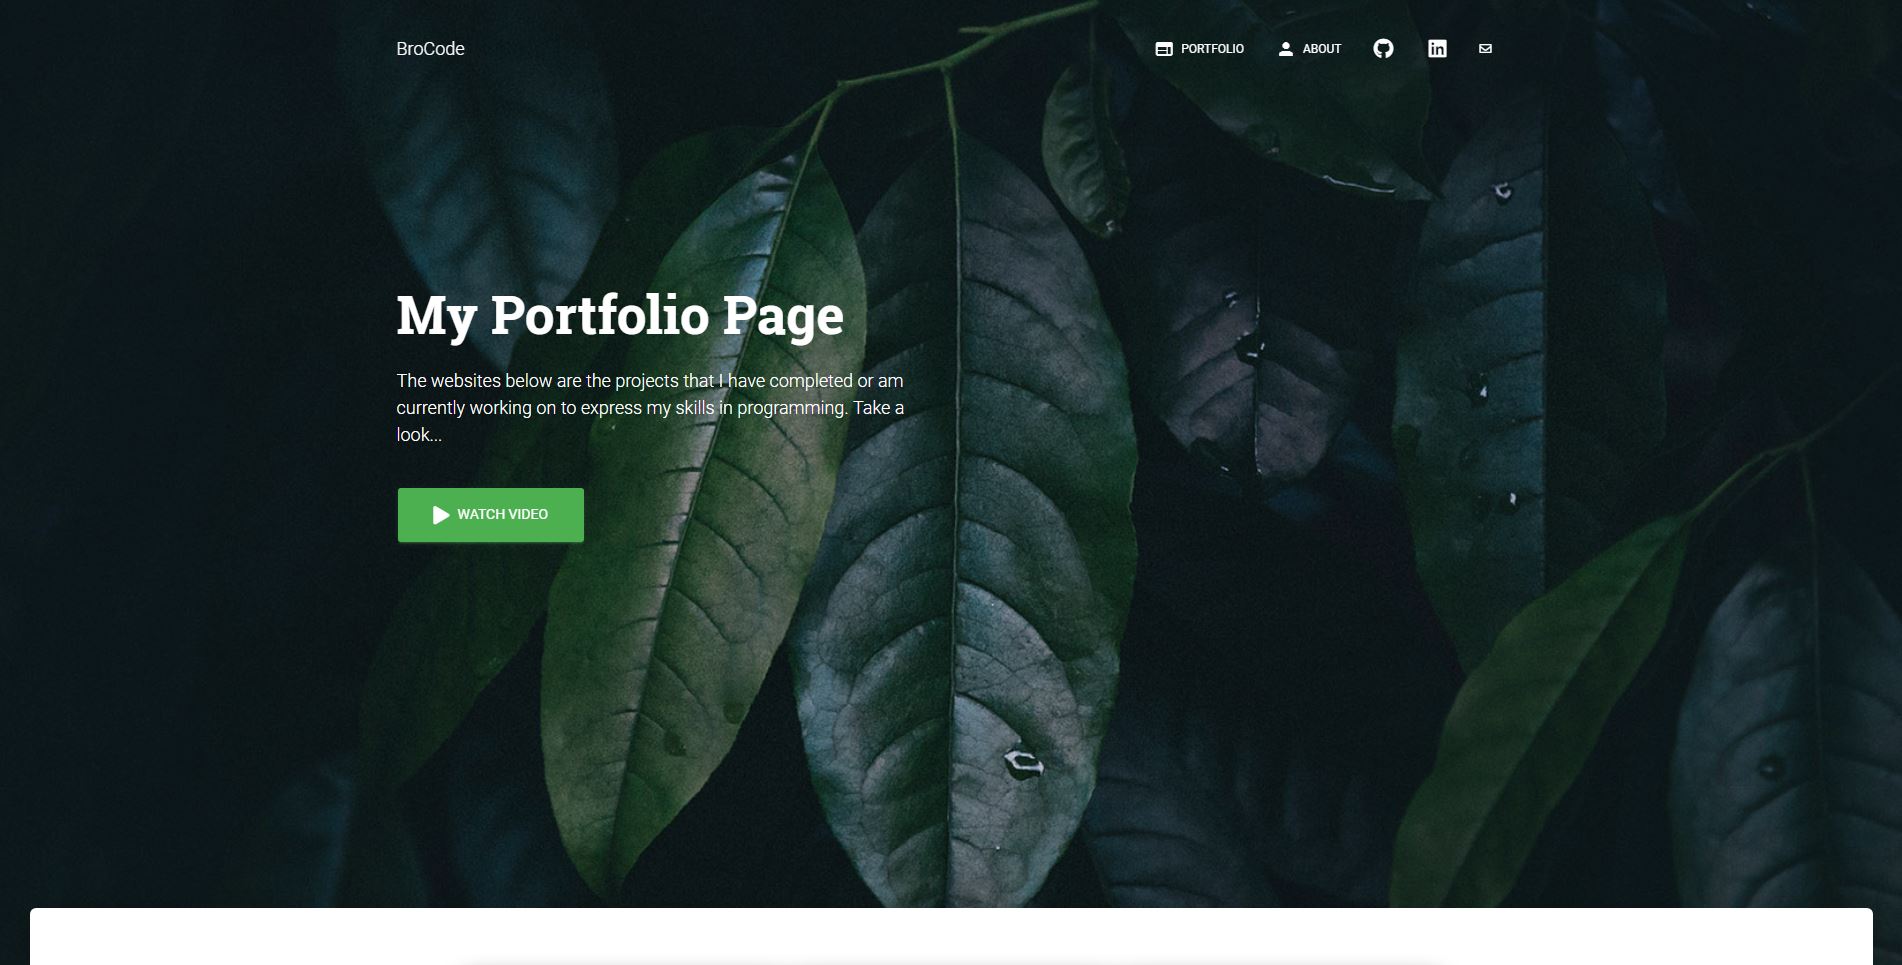 BroCode
PORTFOLIO
ABOUT
My Portfolio Page
The websites below are the projects that I have completed or am
currently working on to express my skills in programming. Take a
look...
WATCH VIDEO